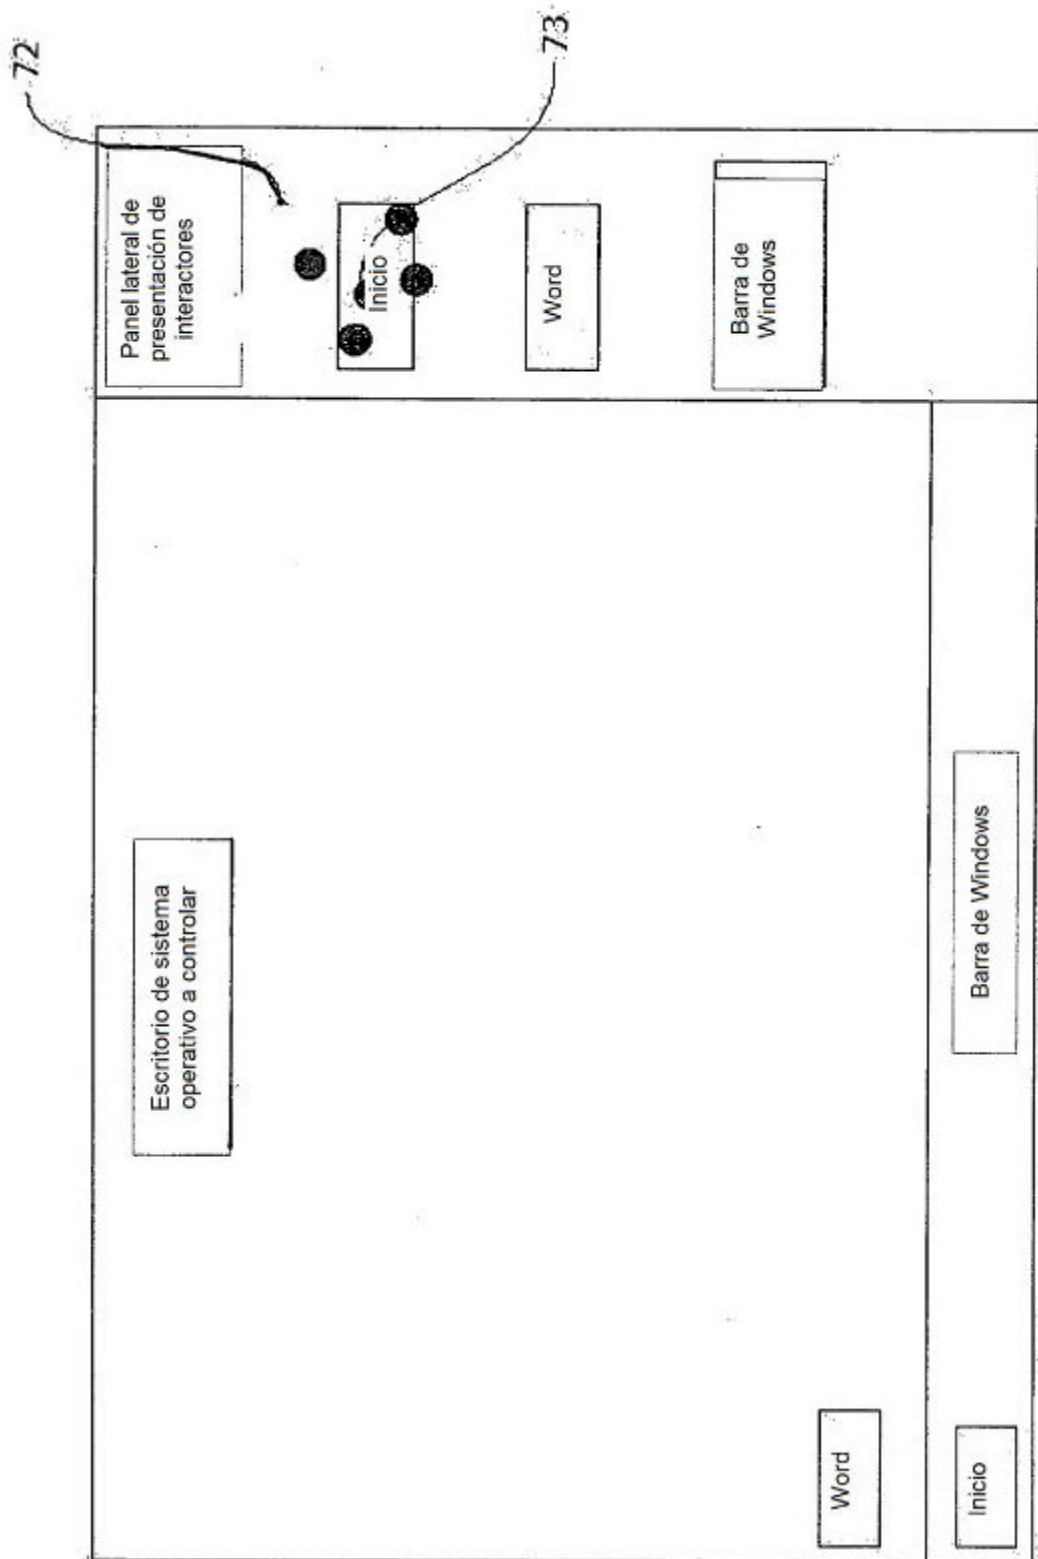 72
Panel lateral de
presentación de
interactores
73
Inicio
Word
Barra de
Windows
Escritorio de sistema
operativo a controlar
Word
Inicio
Barra de Windows